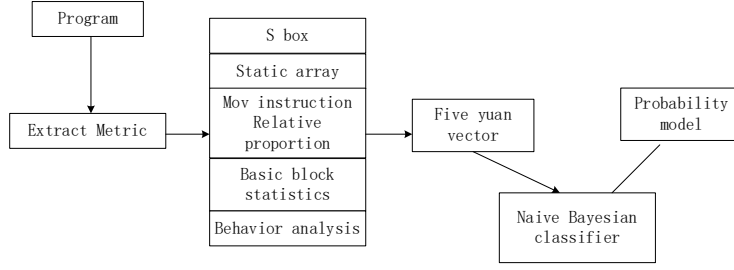 Program
Extract Metric
S box
Static array
Mov instruction
Relative
proportion
Basic block
statistics
Behavior analysis
Five yuan
vector
Probability
model
Naive Bayesian
classifier